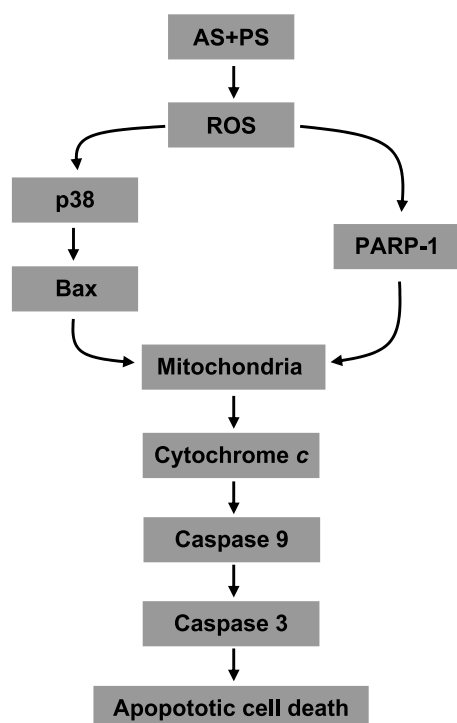 AS+PS
ROS
p38
PARP-1
Bax
Mitochondria
Cytochrome c
Caspase 9
Caspase 3
Apopototic cell death